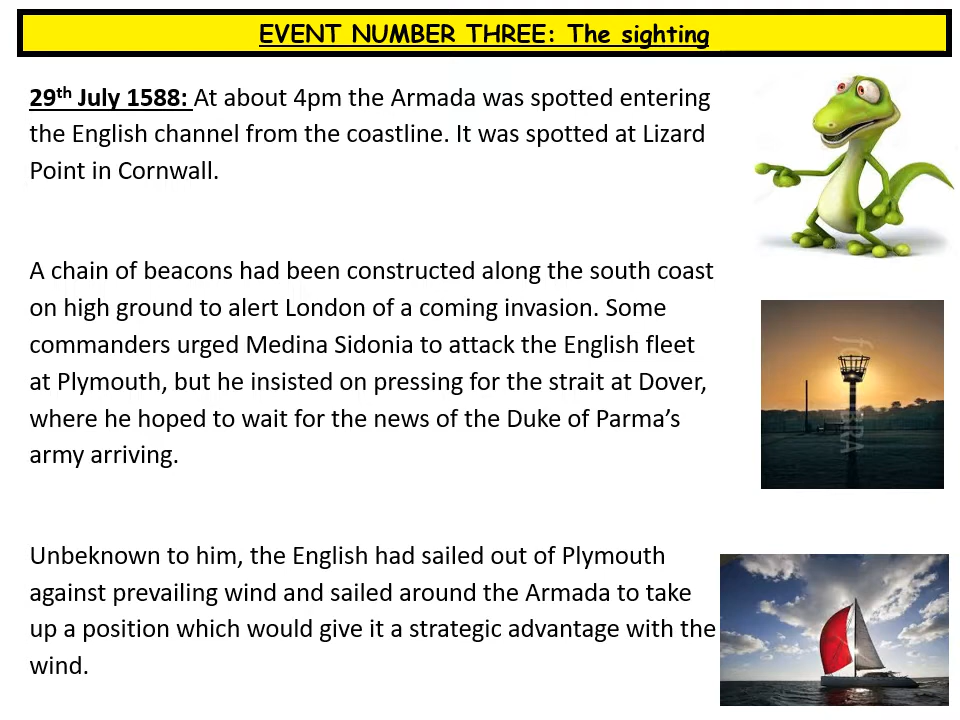 EVENT NUMBER THREE: The sighting
29th July 1588: At about 4pm the Armada was spotted entering
the English channel from the coastline. It was spotted at Lizard
Point in Cornwall.
A chain of beacons had been constructed along the south coast
on high ground to alert London of a coming invasion. Some
commanders urged Medina Sidonia to attack the English fleet
at Plymouth, but he insisted on pressing for the strait at Dover,
where he hoped to wait for the news of the Duke of Parma’s
army arriving.
Unbeknown to him, the English had sailed out of Plymouth
against prevailing wind and sailed around the Armada to take
up a position which would give it a strategic advantage with the
wind.